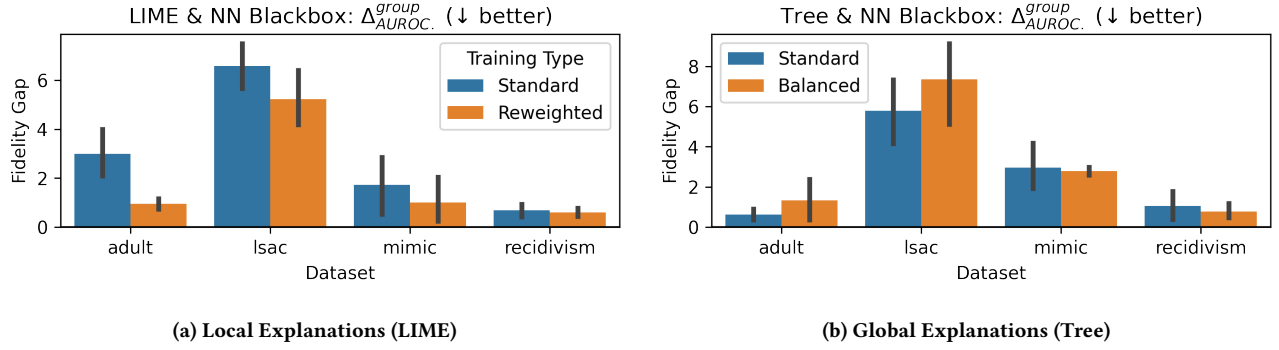 LIME & NN Blackbox: Δ^{group}_{AUROC.} (↓ better)
Fidelity Gap
6
4
2
0
Training Type
Standard
Reweighted
adult lsac mimic recidivism
Dataset
(a) Local Explanations (LIME)
Tree & NN Blackbox: Δ^{group}_{AUROC.} (↓ better)
Fidelity Gap
8
6
4
2
0
Standard
Balanced
adult lsac mimic recidivism
Dataset
(b) Global Explanations (Tree)